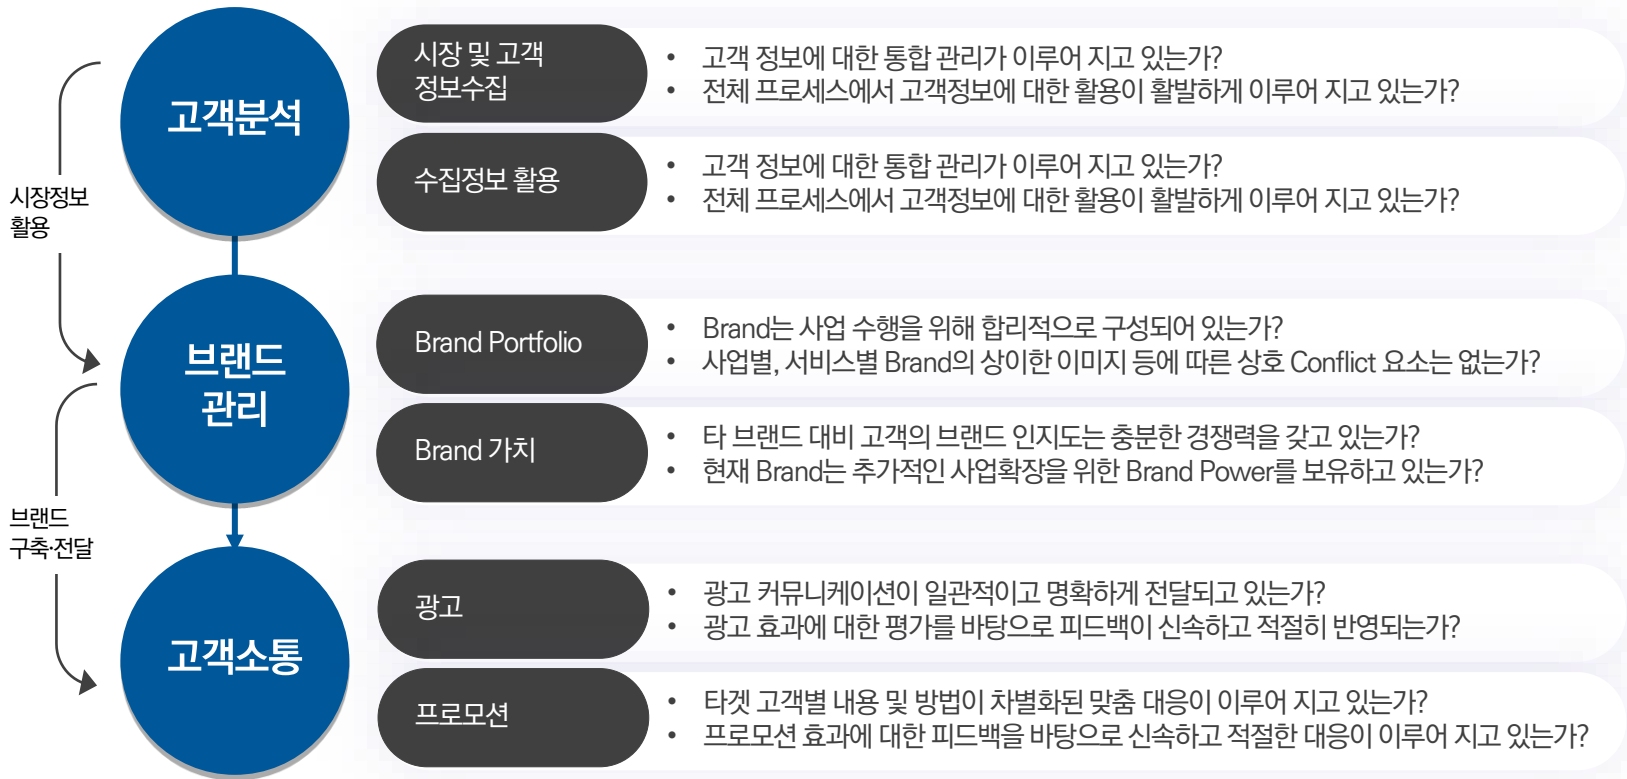 고객분석
시장 및 고객
정보수집
• 고객 정보에 대한 통합 관리가 이루어 지고 있는가?
• 전체 프로세스에서 고객정보에 대한 활용이 활발하게 이루어 지고 있는가?
수집정보 활용
• 고객 정보에 대한 통합 관리가 이루어 지고 있는가?
• 전체 프로세스에서 고객정보에 대한 활용이 활발하게 이루어 지고 있는가?
시장정보
활용
브랜드
관리
Brand Portfolio
• Brand는 사업 수행을 위해 합리적으로 구성되어 있는가?
• 사업별, 서비스별 Brand의 상이한 이미지 등에 따른 상호 Conflict 요소는 없는가?
Brand 가치
• 타 브랜드 대비 고객의 브랜드 인지도는 충분한 경쟁력을 갖고 있는가?
• 현재 Brand는 추가적인 사업확장을 위한 Brand Power를 보유하고 있는가?
브랜드
구축·전달
고객소통
광고
• 광고 커뮤니케이션이 일관적이고 명확하게 전달되고 있는가?
• 광고 효과에 대한 평가를 바탕으로 피드백이 신속하고 적절히 반영되는가?
프로모션
• 타겟 고객별 내용 및 방법이 차별화된 맞춤 대응이 이루어 지고 있는가?
• 프로모션 효과에 대한 피드백을 바탕으로 신속하고 적절한 대응이 이루어 지고 있는가?